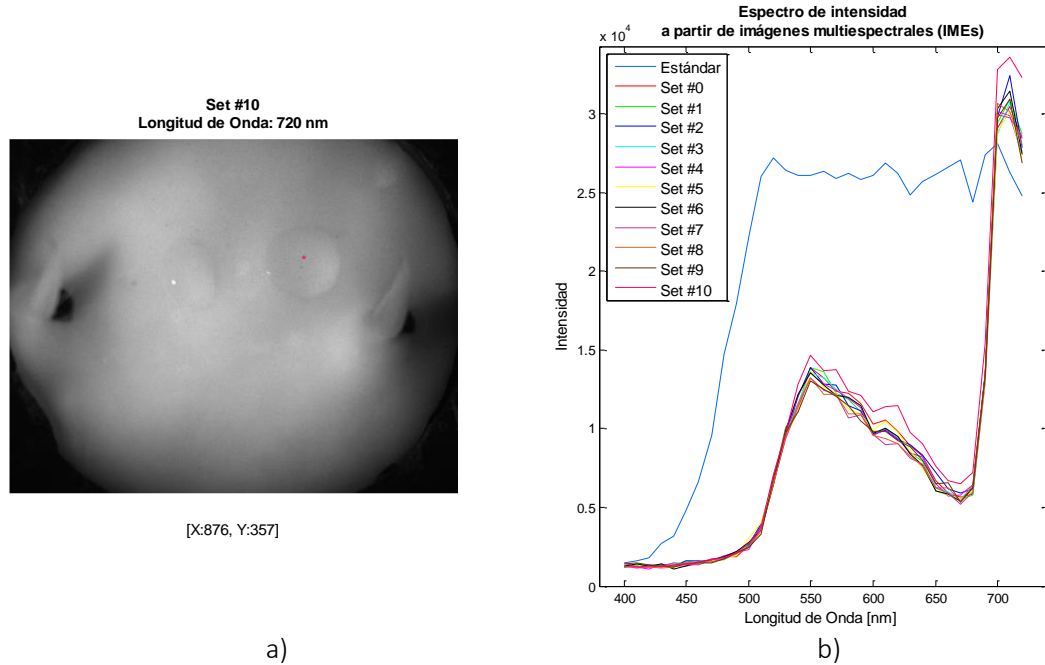 Set #10
Longitud de Onda: 720 nm
[X:876, Y:357]
a)
Espectro de intensidad
a partir de imágenes multiespectrales (IMEs)
x 10^4
Estándar
Set #0
Set #1
Set #2
Set #3
Set #4
Set #5
Set #6
Set #7
Set #8
Set #9
Set #10
Intensidad
3
2.5
2
1.5
1
0.5
0
400 450 500 550 600 650 700
Longitud de Onda [nm]
b)